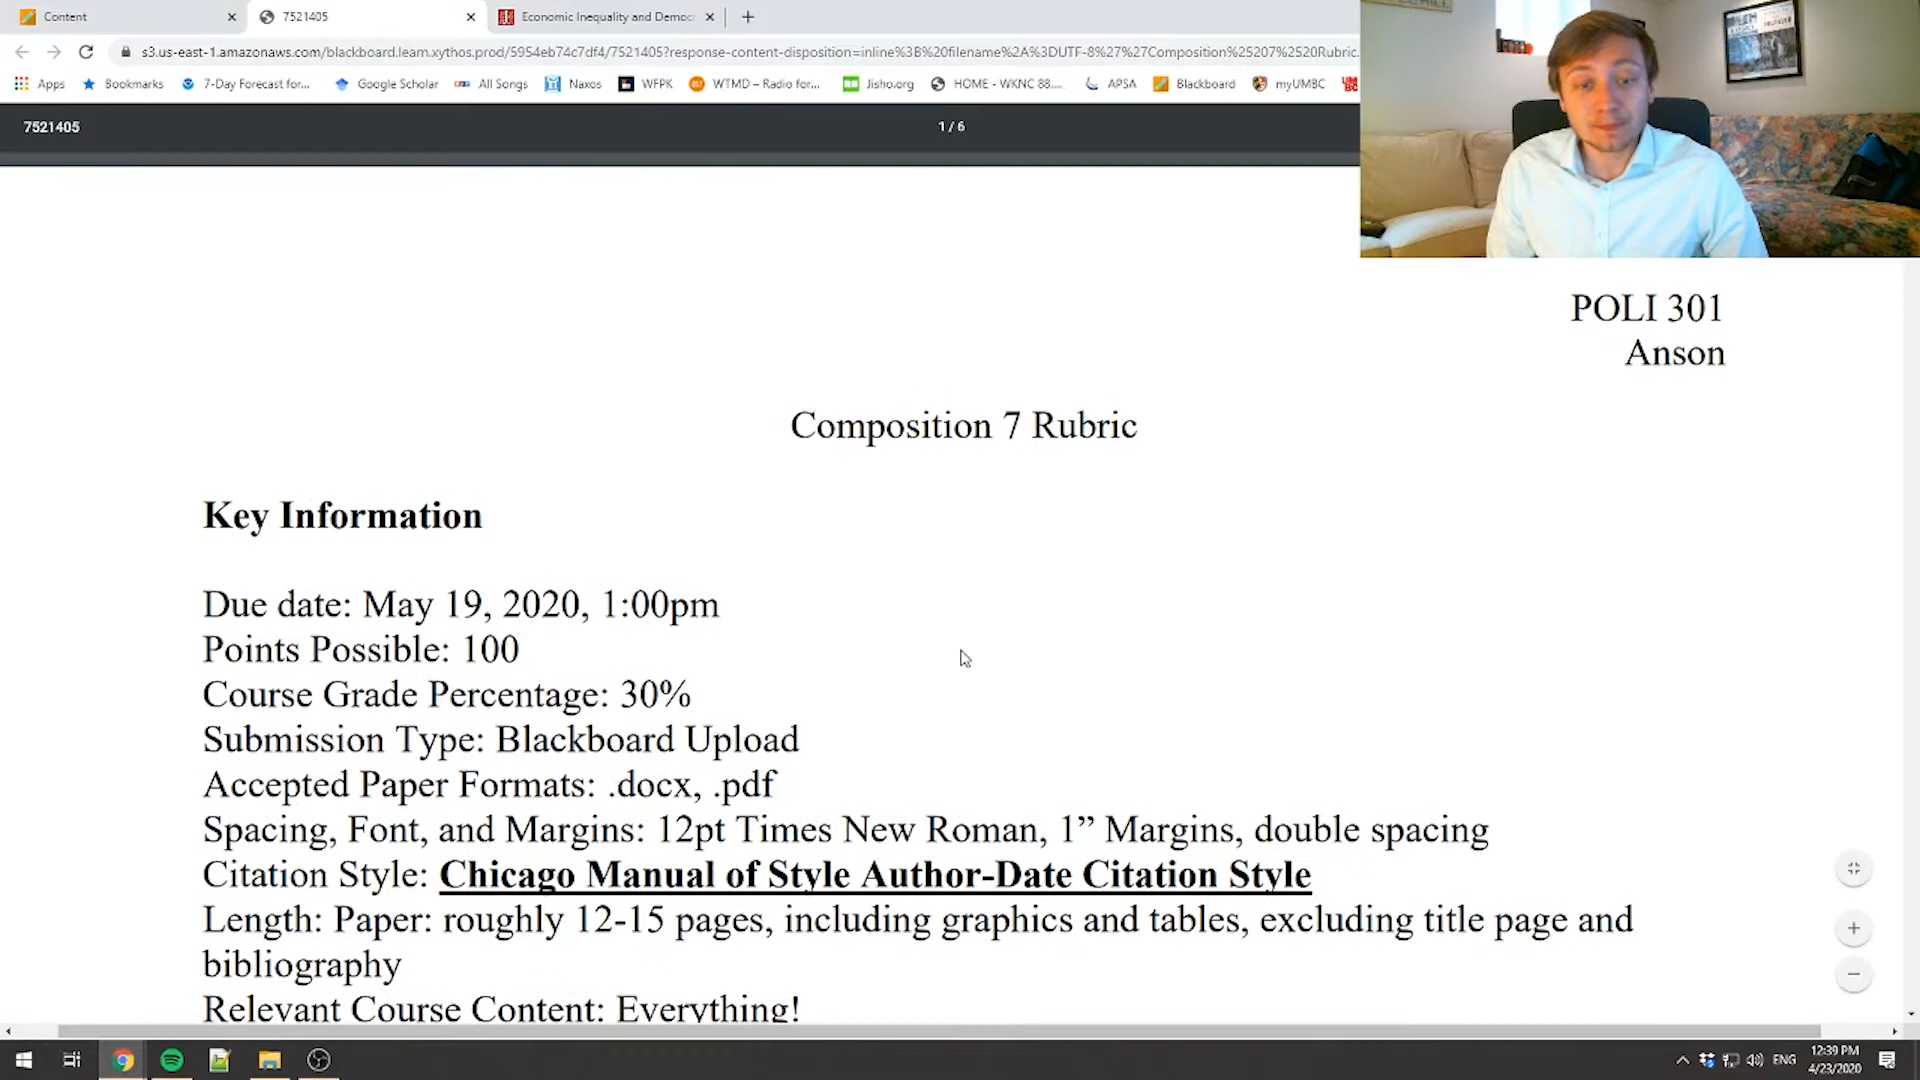 Content
7521405
Economic Inequality and Democ
s3.us-east-1.amazonaws.com/blackboard.learn.xythos.prod/5954eb74c7df4/7521405?response-content-disposition=inline%3B%20filename%2A%3DUTF-8%27%27Composition%25207%2520Rubric.
Apps
Bookmarks
7-Day Forecast for...
Google Scholar
All Songs
Naxos
WFPK
WTMD – Radio for...
Jisho.org
HOME - WKNC 88....
APSA
Blackboard
myUMBC
7521405
1 / 6
POLI 301
Anson
Composition 7 Rubric
Key Information
Due date: May 19, 2020, 1:00pm
Points Possible: 100
Course Grade Percentage: 30%
Submission Type: Blackboard Upload
Accepted Paper Formats: .docx, .pdf
Spacing, Font, and Margins: 12pt Times New Roman, 1” Margins, double spacing
Citation Style: Chicago Manual of Style Author-Date Citation Style
Length: Paper: roughly 12-15 pages, including graphics and tables, excluding title page and
bibliography
Relevant Course Content: Everything!
ENG
12:39 PM
4/23/2020